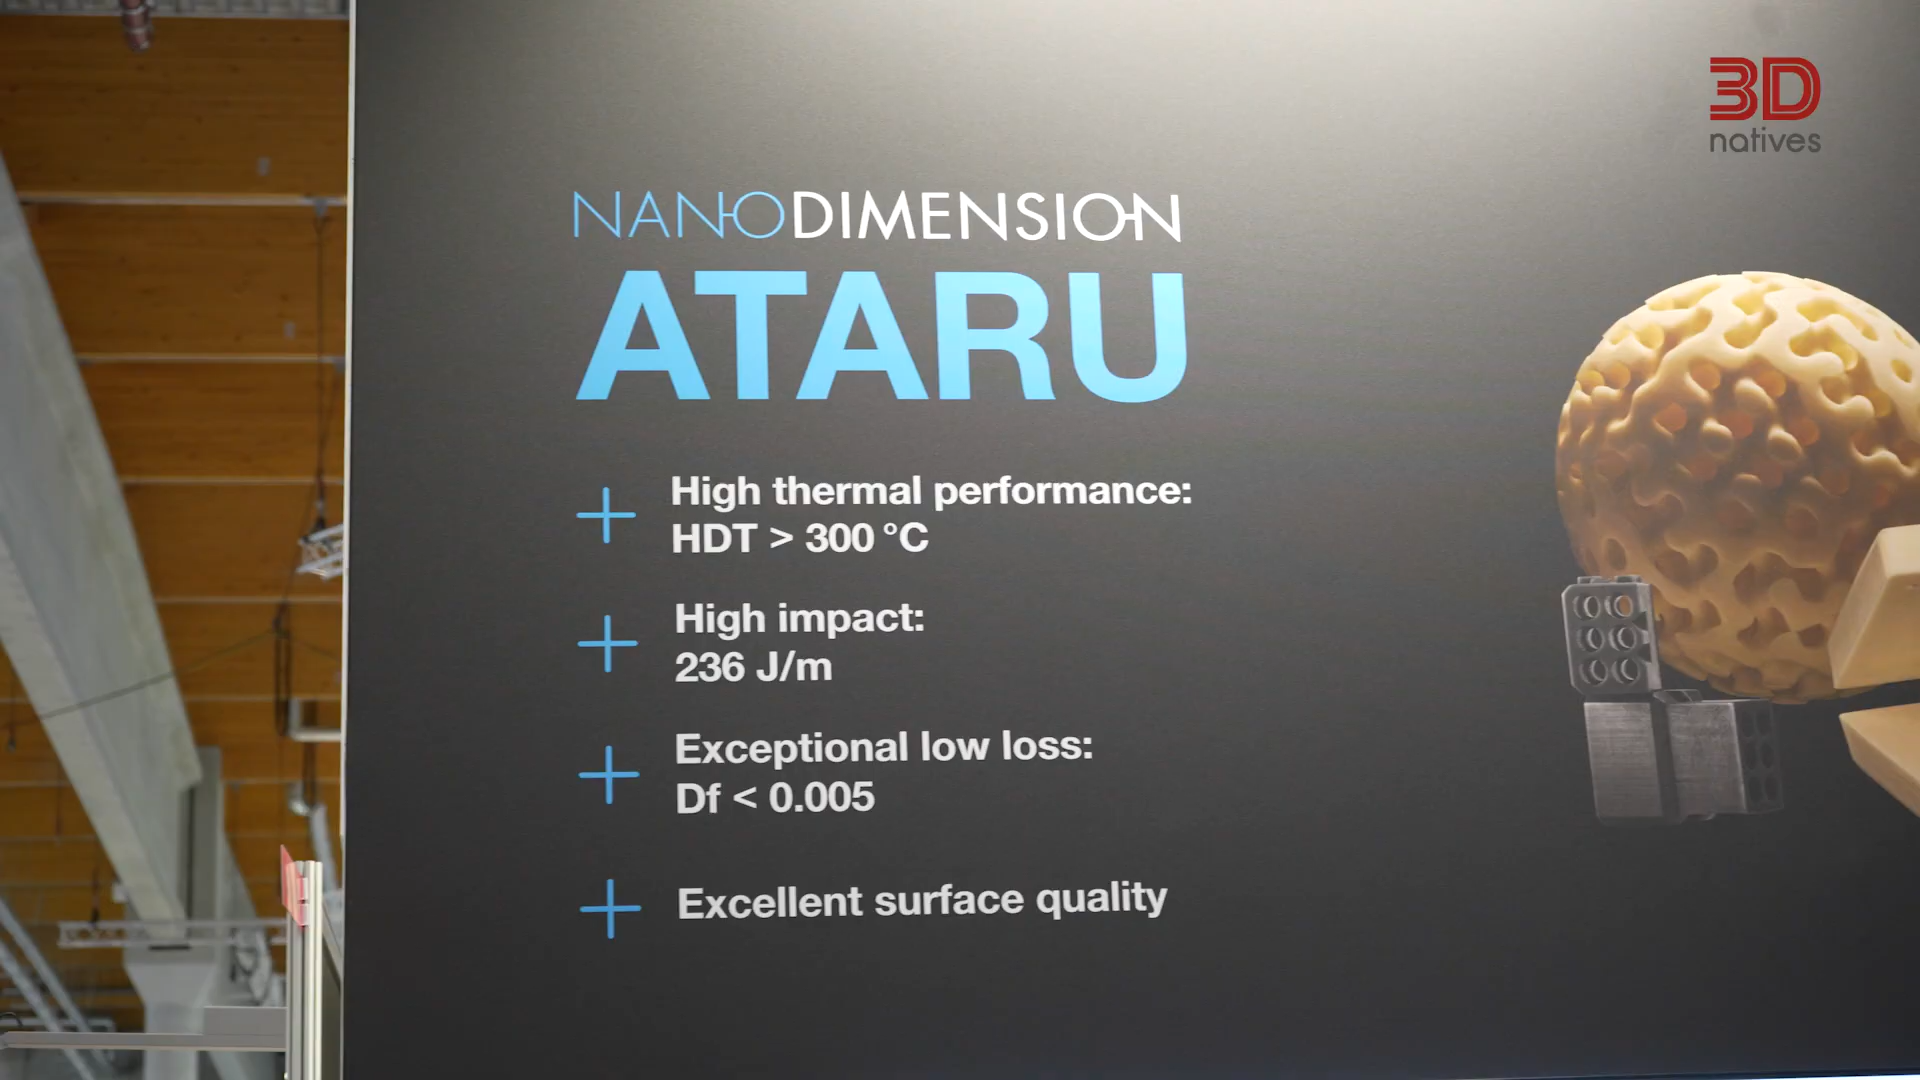 3D
natives
NANODIMENSION
ATARU
High thermal performance:
HDT > 300 °C
High impact:
236 J/m
Exceptional low loss:
Df < 0.005
Excellent surface quality